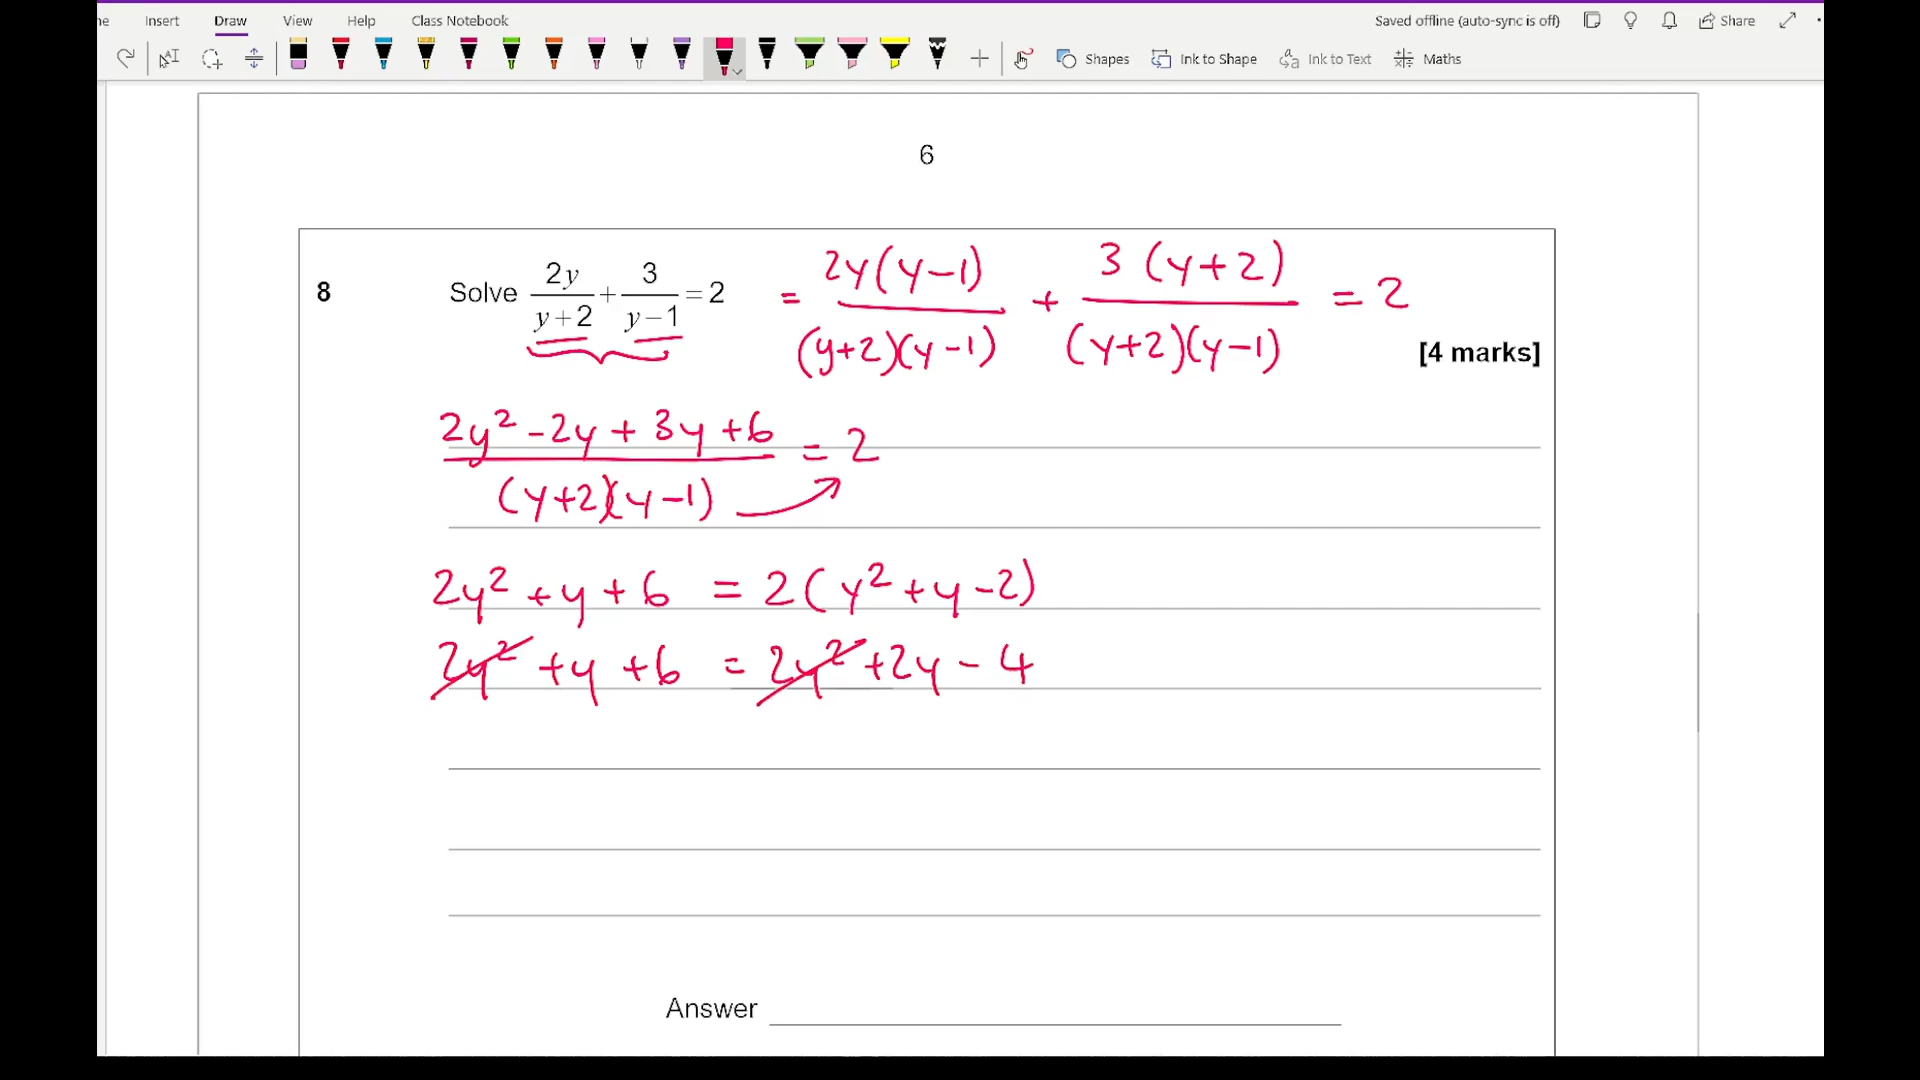 Insert Draw View Help Class Notebook Saved offline (auto-sync is off) Share
Shapes Ink to Shape Ink to Text Maths
6
8 Solve 2y/(y+2) + 3/(y−1) = 2 = 2y(y−1)/(y+2)(y−1) + 3(y+2)/(y+2)(y−1) = 2
[4 marks]
2y² − 2y + 3y + 6 / (y+2)(y−1) = 2
2y² + y + 6 = 2(y² + y − 2)
2y² + y + 6 = 2y² + 2y − 4
Answer